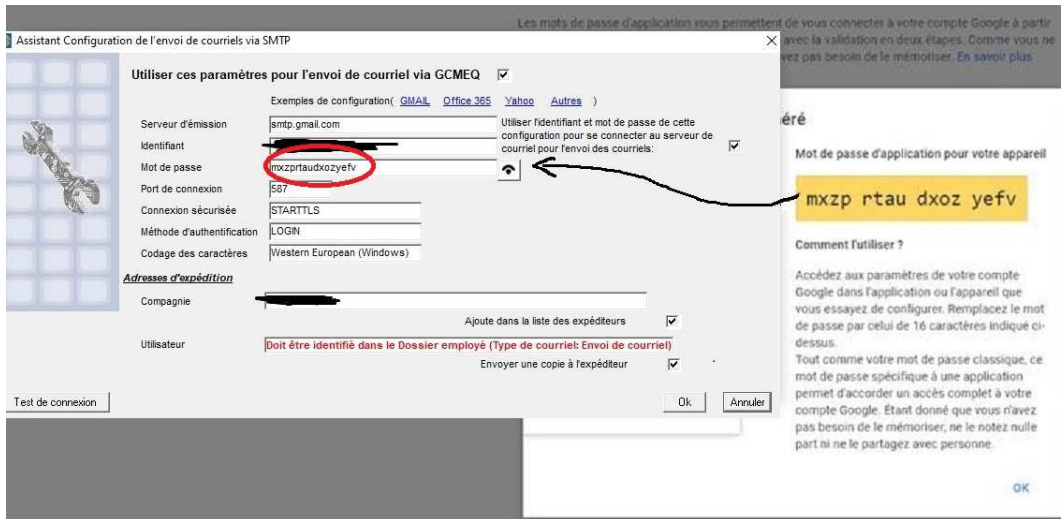 Les mots de passe d'application vous permettent de vous connecter à votre compte Google à partir
avec la validation en deux étapes. Comme vous ne
vez pas besoin de le mémoriser. En savoir plus
Assistant Configuration de l'envoi de courriels via SMTP
Utiliser ces paramètres pour l'envoi de courriel via GCMEQ
Exemples de configuration( GMAIL Office 365 Yahoo Autres )
Serveur d'émission smtp.gmail.com
Utiliser l'identifiant et mot de passe de cette
configuration pour se connecter au serveur de
courriel pour l'envoi des courriels:
Identifiant
Mot de passe mxzprtaudxozyefv
Port de connexion 587
Connexion sécurisée STARTTLS
Méthode d'authentification LOGIN
Codage des caractères Western European (Windows)
Adresses d'expédition
Compagnie
Ajoute dans la liste des expéditeurs
Utilisateur Doit être identifié dans le Dossier employé (Type de courriel: Envoi de courriel)
Envoyer une copie à l'expéditeur
Test de connexion Ok Annuler
éré
Mot de passe d'application pour votre appareil
mxzp rtau dxoz yefv
Comment l'utiliser ?
Accédez aux paramètres de votre compte
Google dans l'application ou l'appareil que
vous essayez de configurer. Remplacez le mot
de passe par celui de 16 caractères indiqué ci-
dessus.
Tout comme votre mot de passe classique, ce
mot de passe spécifique à une application
permet d'accorder un accès complet à votre
compte Google. Étant donné que vous n'avez
pas besoin de le mémoriser, ne le notez nulle
part ni ne le partagez avec personne.
OK